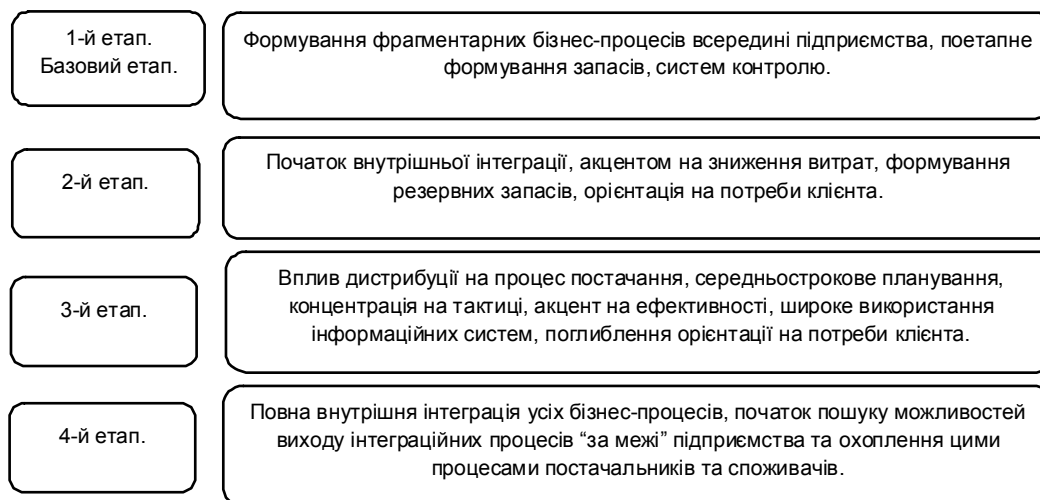 1-й етап.
Базовий етап.
Формування фрагментарних бізнес-процесів всередині підприємства, поетапне
формування запасів, систем контролю.
2-й етап.
Початок внутрішньої інтеграції, акцентом на зниження витрат, формування
резервних запасів, орієнтація на потреби клієнта.
3-й етап.
Вплив дистрибуції на процес постачання, середньострокове планування,
концентрація на тактиці, акцент на ефективності, широке використання
інформаційних систем, поглиблення орієнтації на потреби клієнта.
4-й етап.
Повна внутрішня інтеграція усіх бізнес-процесів, початок пошуку можливостей
виходу інтеграційних процесів “за межі” підприємства та охоплення цими
процесами постачальників та споживачів.